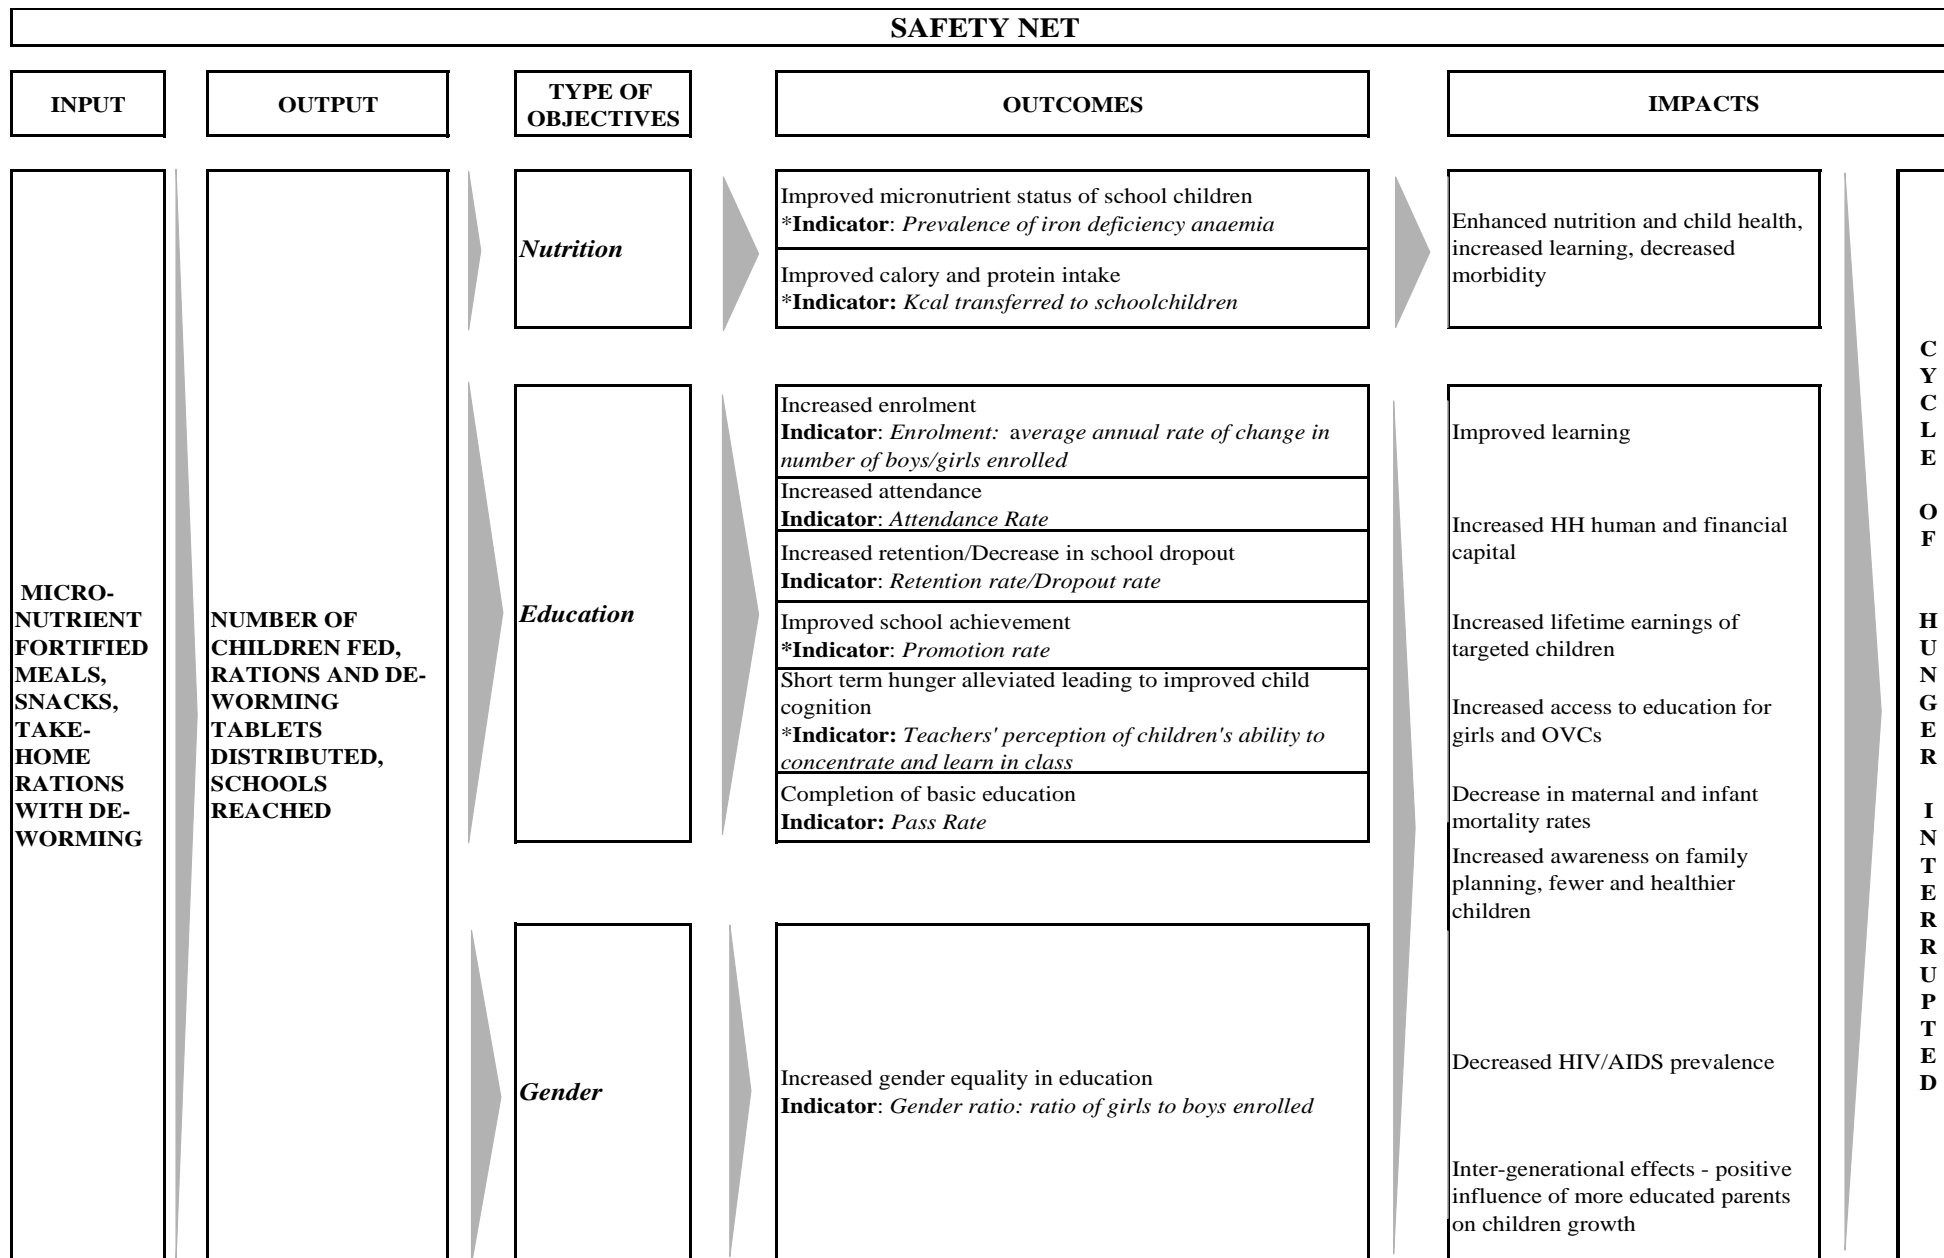 SAFETY NET
INPUT
OUTPUT
TYPE OF
OBJECTIVES
OUTCOMES
IMPACTS
MICRO-
NUTRIENT
FORTIFIED
MEALS,
SNACKS,
TAKE-
HOME
RATIONS
WITH DE-
WORMING
NUMBER OF
CHILDREN FED,
RATIONS AND DE-
WORMING
TABLETS
DISTRIBUTED,
SCHOOLS
REACHED
Nutrition
Improved micronutrient status of school children
*Indicator: Prevalence of iron deficiency anaemia
Improved calory and protein intake
*Indicator: Kcal transferred to schoolchildren
Enhanced nutrition and child health,
increased learning, decreased
morbidity
Education
Increased enrolment
Indicator: Enrolment: average annual rate of change in
number of boys/girls enrolled
Increased attendance
Indicator: Attendance Rate
Increased retention/Decrease in school dropout
Indicator: Retention rate/Dropout rate
Improved school achievement
*Indicator: Promotion rate
Short term hunger alleviated leading to improved child
cognition
*Indicator: Teachers' perception of children's ability to
concentrate and learn in class
Completion of basic education
Indicator: Pass Rate
Gender
Increased gender equality in education
Indicator: Gender ratio: ratio of girls to boys enrolled
Improved learning
Increased HH human and financial
capital
Increased lifetime earnings of
targeted children
Increased access to education for
girls and OVCs
Decrease in maternal and infant
mortality rates
Increased awareness on family
planning, fewer and healthier
children
Decreased HIV/AIDS prevalence
Inter-generational effects - positive
influence of more educated parents
on children growth
C
Y
C
L
E
O
F
H
U
N
G
E
R
I
N
T
E
R
R
U
P
T
E
D